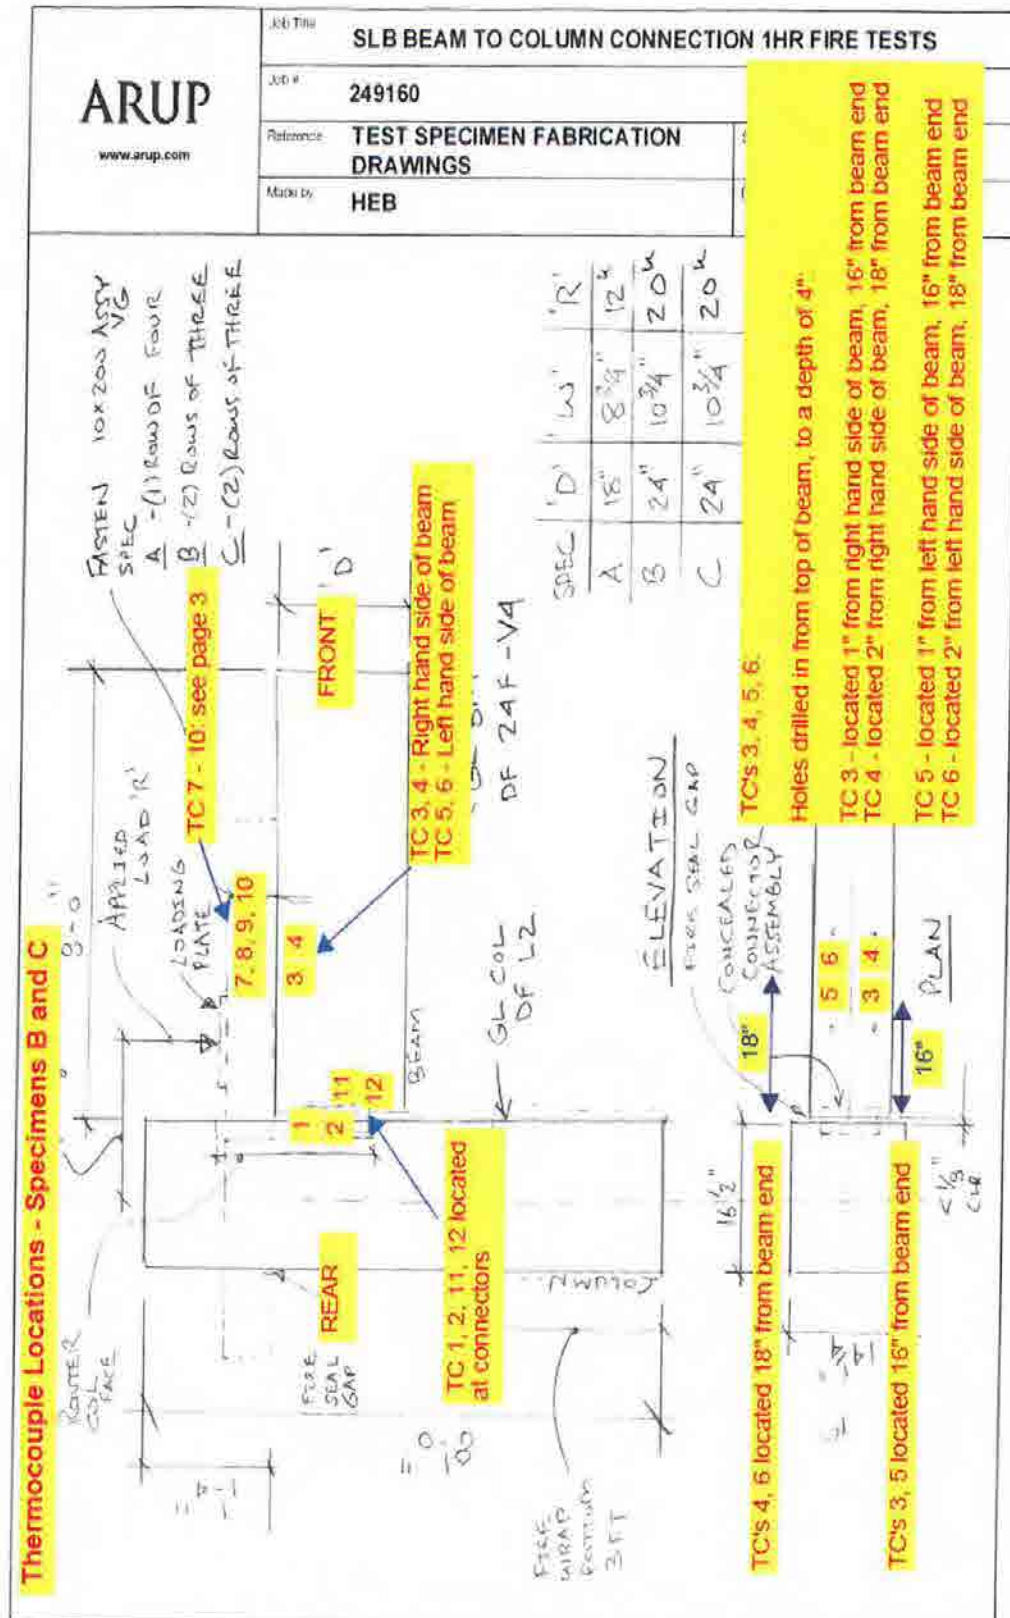 ARUP
www.arup.com
Job Title
SLB BEAM TO COLUMN CONNECTION 1HR FIRE TESTS
Job #
249160
Reference
TEST SPECIMEN FABRICATION
DRAWINGS
Made by
HEB
Thermocouple Locations - Specimens B and C
ROUTER
COL
FACE
APPLIED
LOAD 'R'
LOADING
PLATE
FASTEN 10x200 ASSY
VG
SPEC
A -(1) ROW OF FOUR
B -(2) ROWS OF THREE
C -(2) ROWS OF THREE
TC 7 - 10: see page 3
7, 8, 9, 10
3, 4
FRONT
'D'
TC 3, 4 - Right hand side of beam
TC 5, 6 - Left hand side of beam
DF 24F-V4
BEAM
1
2
11
12
REAR
FIRE
SEAL
GAP
TC 1, 2, 11, 12 located
at connectors
GL COL
DF L2
COLUMN
FIRE
WRAP
BOTTOM
3FT
ELEVATION
SPEC 'D' 'W' 'R'
A 18" 8 3/4" 12k
B 24" 10 3/4" 20k
C 24" 10 3/4" 20k
FIRE SEAL GAP
CONCEALED
CONNECTOR
ASSEMBLY
16 1/2"
18"
16"
5 6
3 4
PLAN
<1/8"
CLR
TC's 4, 6 located 18" from beam end
TC's 3, 5 located 16" from beam end
TC's 3, 4, 5, 6:
Holes drilled in from top of beam, to a depth of 4":
TC 3 - located 1" from right hand side of beam, 16" from beam end
TC 4 - located 2" from right hand side of beam, 18" from beam end
TC 5 - located 1" from left hand side of beam, 16" from beam end
TC 6 - located 2" from left hand side of beam, 18" from beam end